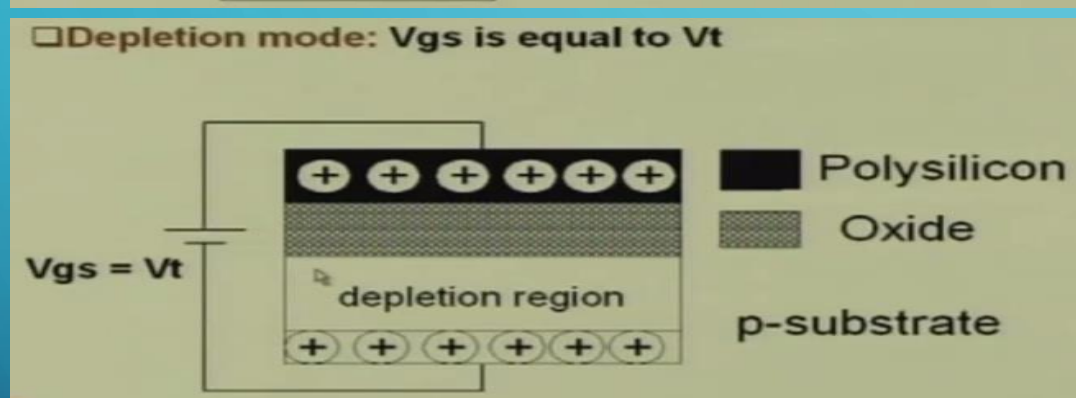 ❑Depletion mode: Vgs is equal to Vt
+ + + + + +
Polysilicon
Oxide
Vgs = Vt
depletion region
p-substrate
+ + + + + +